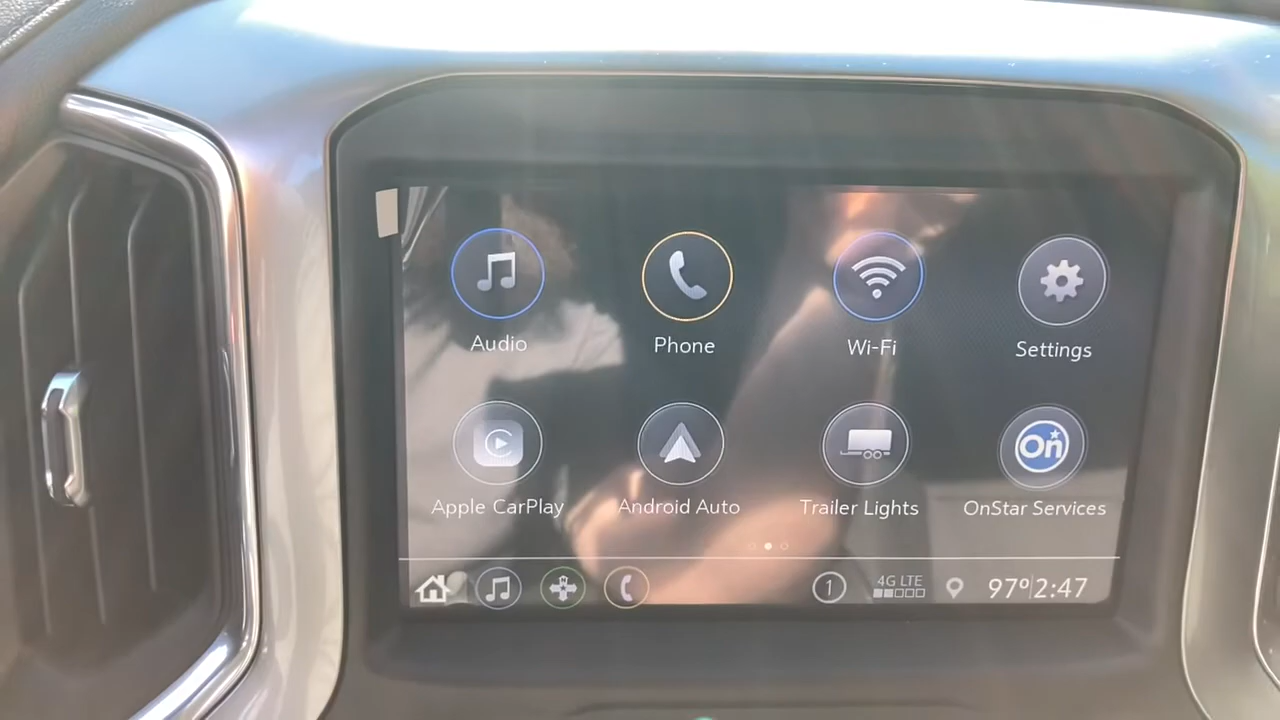 Audio Phone Wi-Fi Settings
On
Apple CarPlay Android Auto Trailer Lights OnStar Services
1 4G LTE 97° 2:47